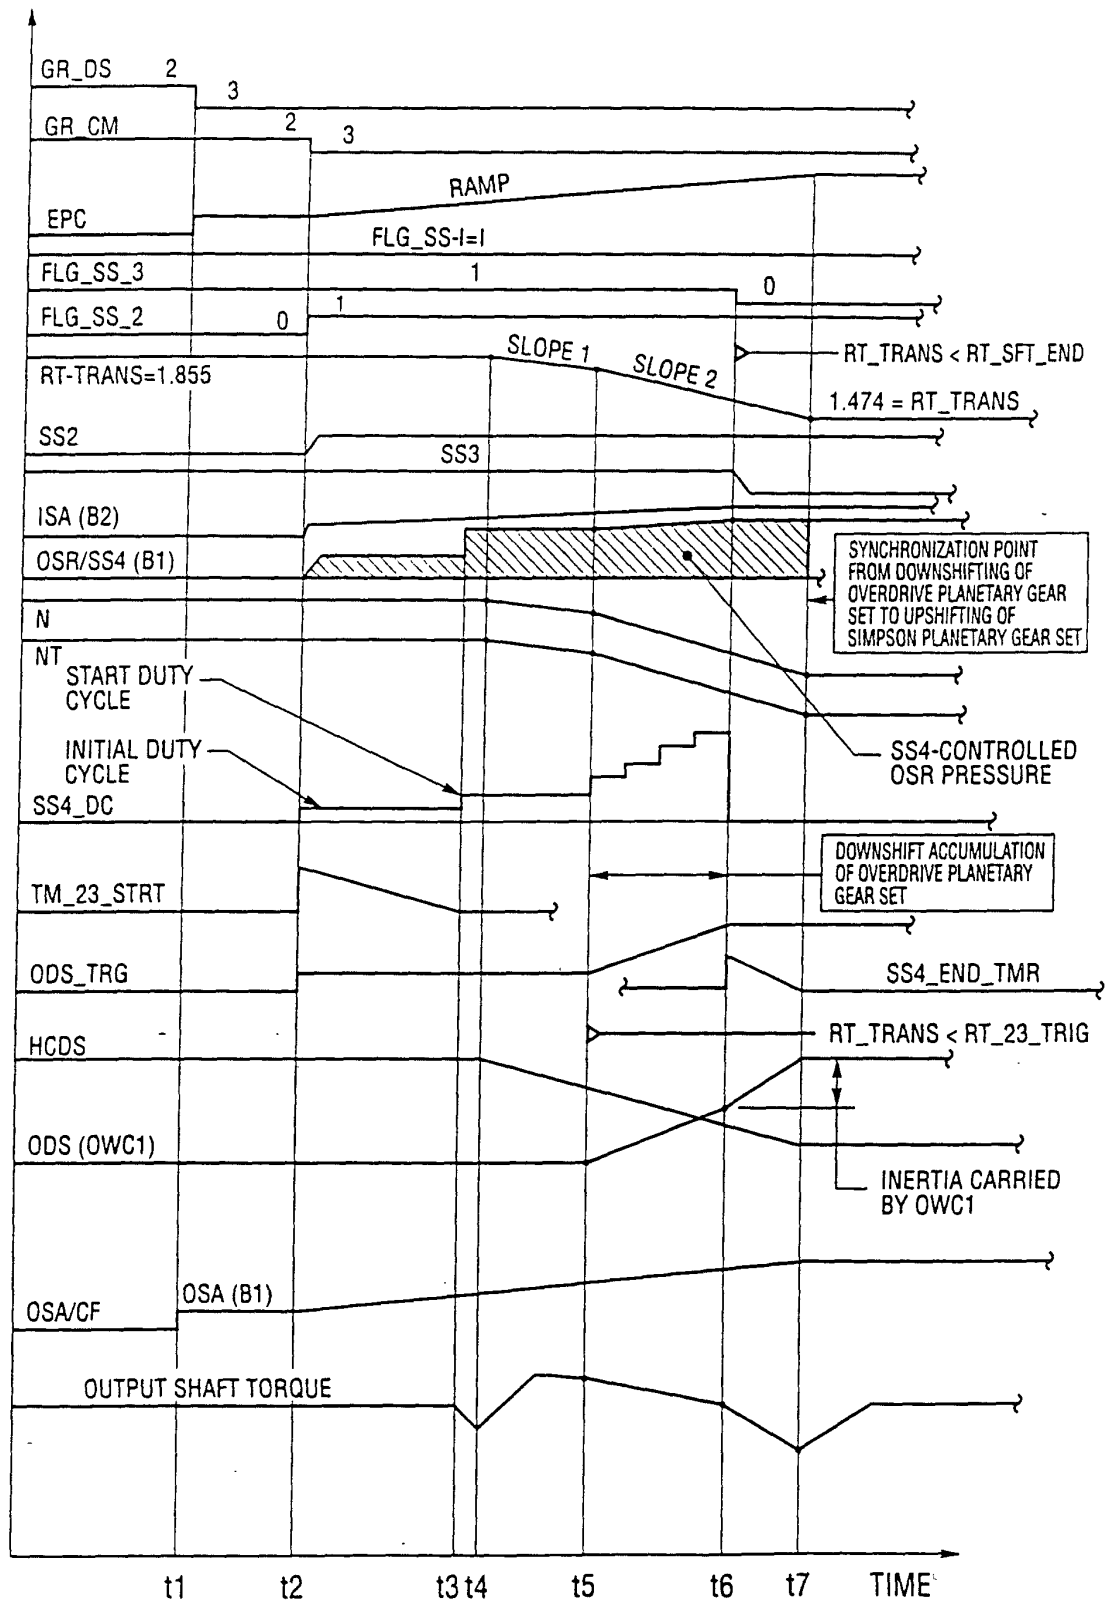 GR_DS 2
3
GR_CM 2
3
RAMP
EPC
FLG_SS-I=I
FLG_SS_3 1
0
FLG_SS_2 0
1
SLOPE 1
SLOPE 2
RT_TRANS < RT_SFT_END
RT-TRANS=1.855
1.474 = RT_TRANS
SS2
SS3
ISA (B2)
OSR/SS4 (B1)
SYNCHRONIZATION POINT
FROM DOWNSHIFTING OF
OVERDRIVE PLANETARY GEAR
SET TO UPSHIFTING OF
SIMPSON PLANETARY GEAR SET
N
NT
START DUTY
CYCLE
INITIAL DUTY
CYCLE
SS4-CONTROLLED
OSR PRESSURE
SS4_DC
DOWNSHIFT ACCUMULATION
OF OVERDRIVE PLANETARY
GEAR SET
TM_23_STRT
ODS_TRG
SS4_END_TMR
RT_TRANS < RT_23_TRIG
HCDS
ODS (OWC1)
INERTIA CARRIED
BY OWC1
OSA (B1)
OSA/CF
OUTPUT SHAFT TORQUE
t1 t2 t3 t4 t5 t6 t7 TIME